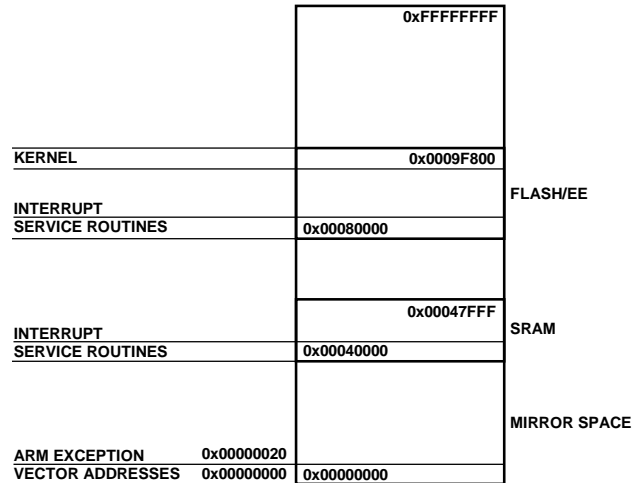 0xFFFFFFFF
KERNEL 0x0009F800
FLASH/EE
INTERRUPT
SERVICE ROUTINES 0x00080000
0x00047FFF
SRAM
INTERRUPT
SERVICE ROUTINES 0x00040000
MIRROR SPACE
ARM EXCEPTION 0x00000020
VECTOR ADDRESSES 0x00000000 0x00000000